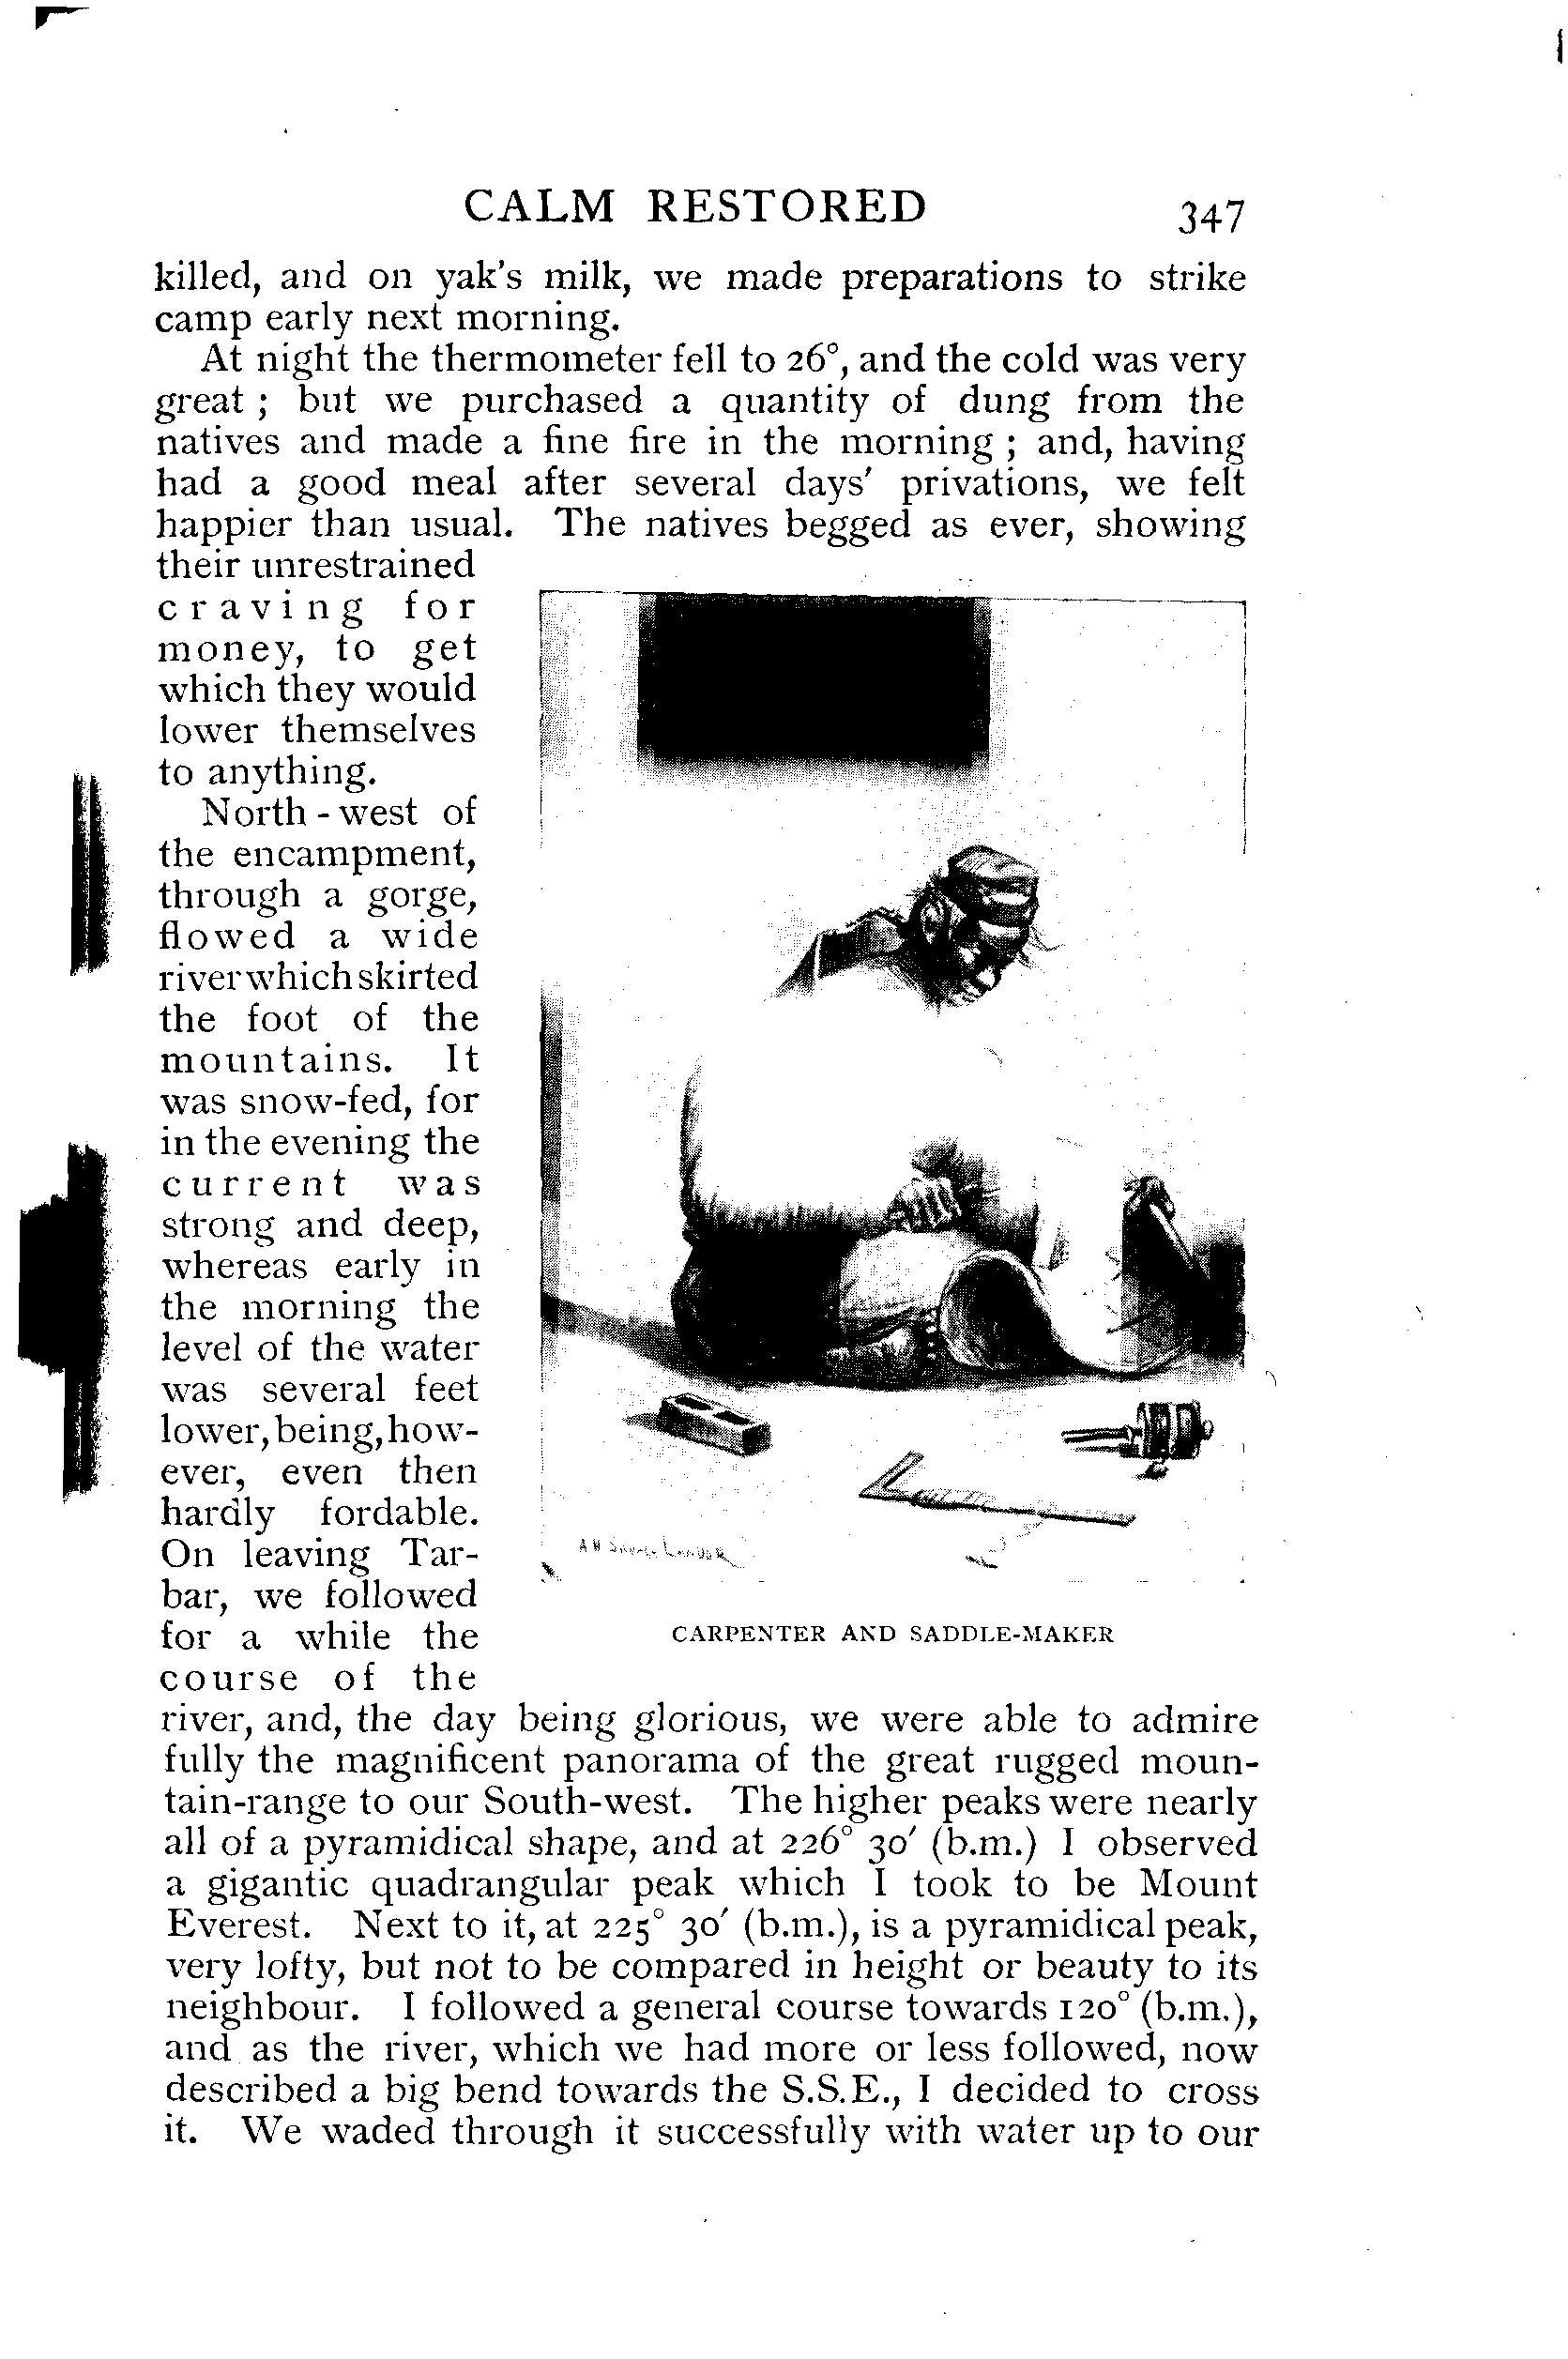 CALM RESTORED 347
killed, and on yak's milk, we made preparations to strike
camp early next morning.
At night the thermometer fell to 26°, and the cold was very
great ; but we purchased a quantity of dung from the
natives and made a fine fire in the morning ; and, having
had a good meal after several days' privations, we felt
happier than usual. The natives begged as ever, showing
their unrestrained
craving for
money, to get
which they would
lower themselves
to anything.
North-west of
the encampment,
through a gorge,
flowed a wide
river which skirted
the foot of the
mountains. It
was snow-fed, for
in the evening the
current was
strong and deep,
whereas early in
the morning the
level of the water
was several feet
lower, being, how-
ever, even then
hardly fordable.
On leaving Tar-
bar, we followed
for a while the
course of the
A H Savage Landor
CARPENTER AND SADDLE-MAKER
river, and, the day being glorious, we were able to admire
fully the magnificent panorama of the great rugged moun-
tain-range to our South-west. The higher peaks were nearly
all of a pyramidical shape, and at 226° 30′ (b.m.) I observed
a gigantic quadrangular peak which I took to be Mount
Everest. Next to it, at 225° 30′ (b.m.), is a pyramidical peak,
very lofty, but not to be compared in height or beauty to its
neighbour. I followed a general course towards 120° (b.m.),
and as the river, which we had more or less followed, now
described a big bend towards the S.S.E., I decided to cross
it. We waded through it successfully with water up to our